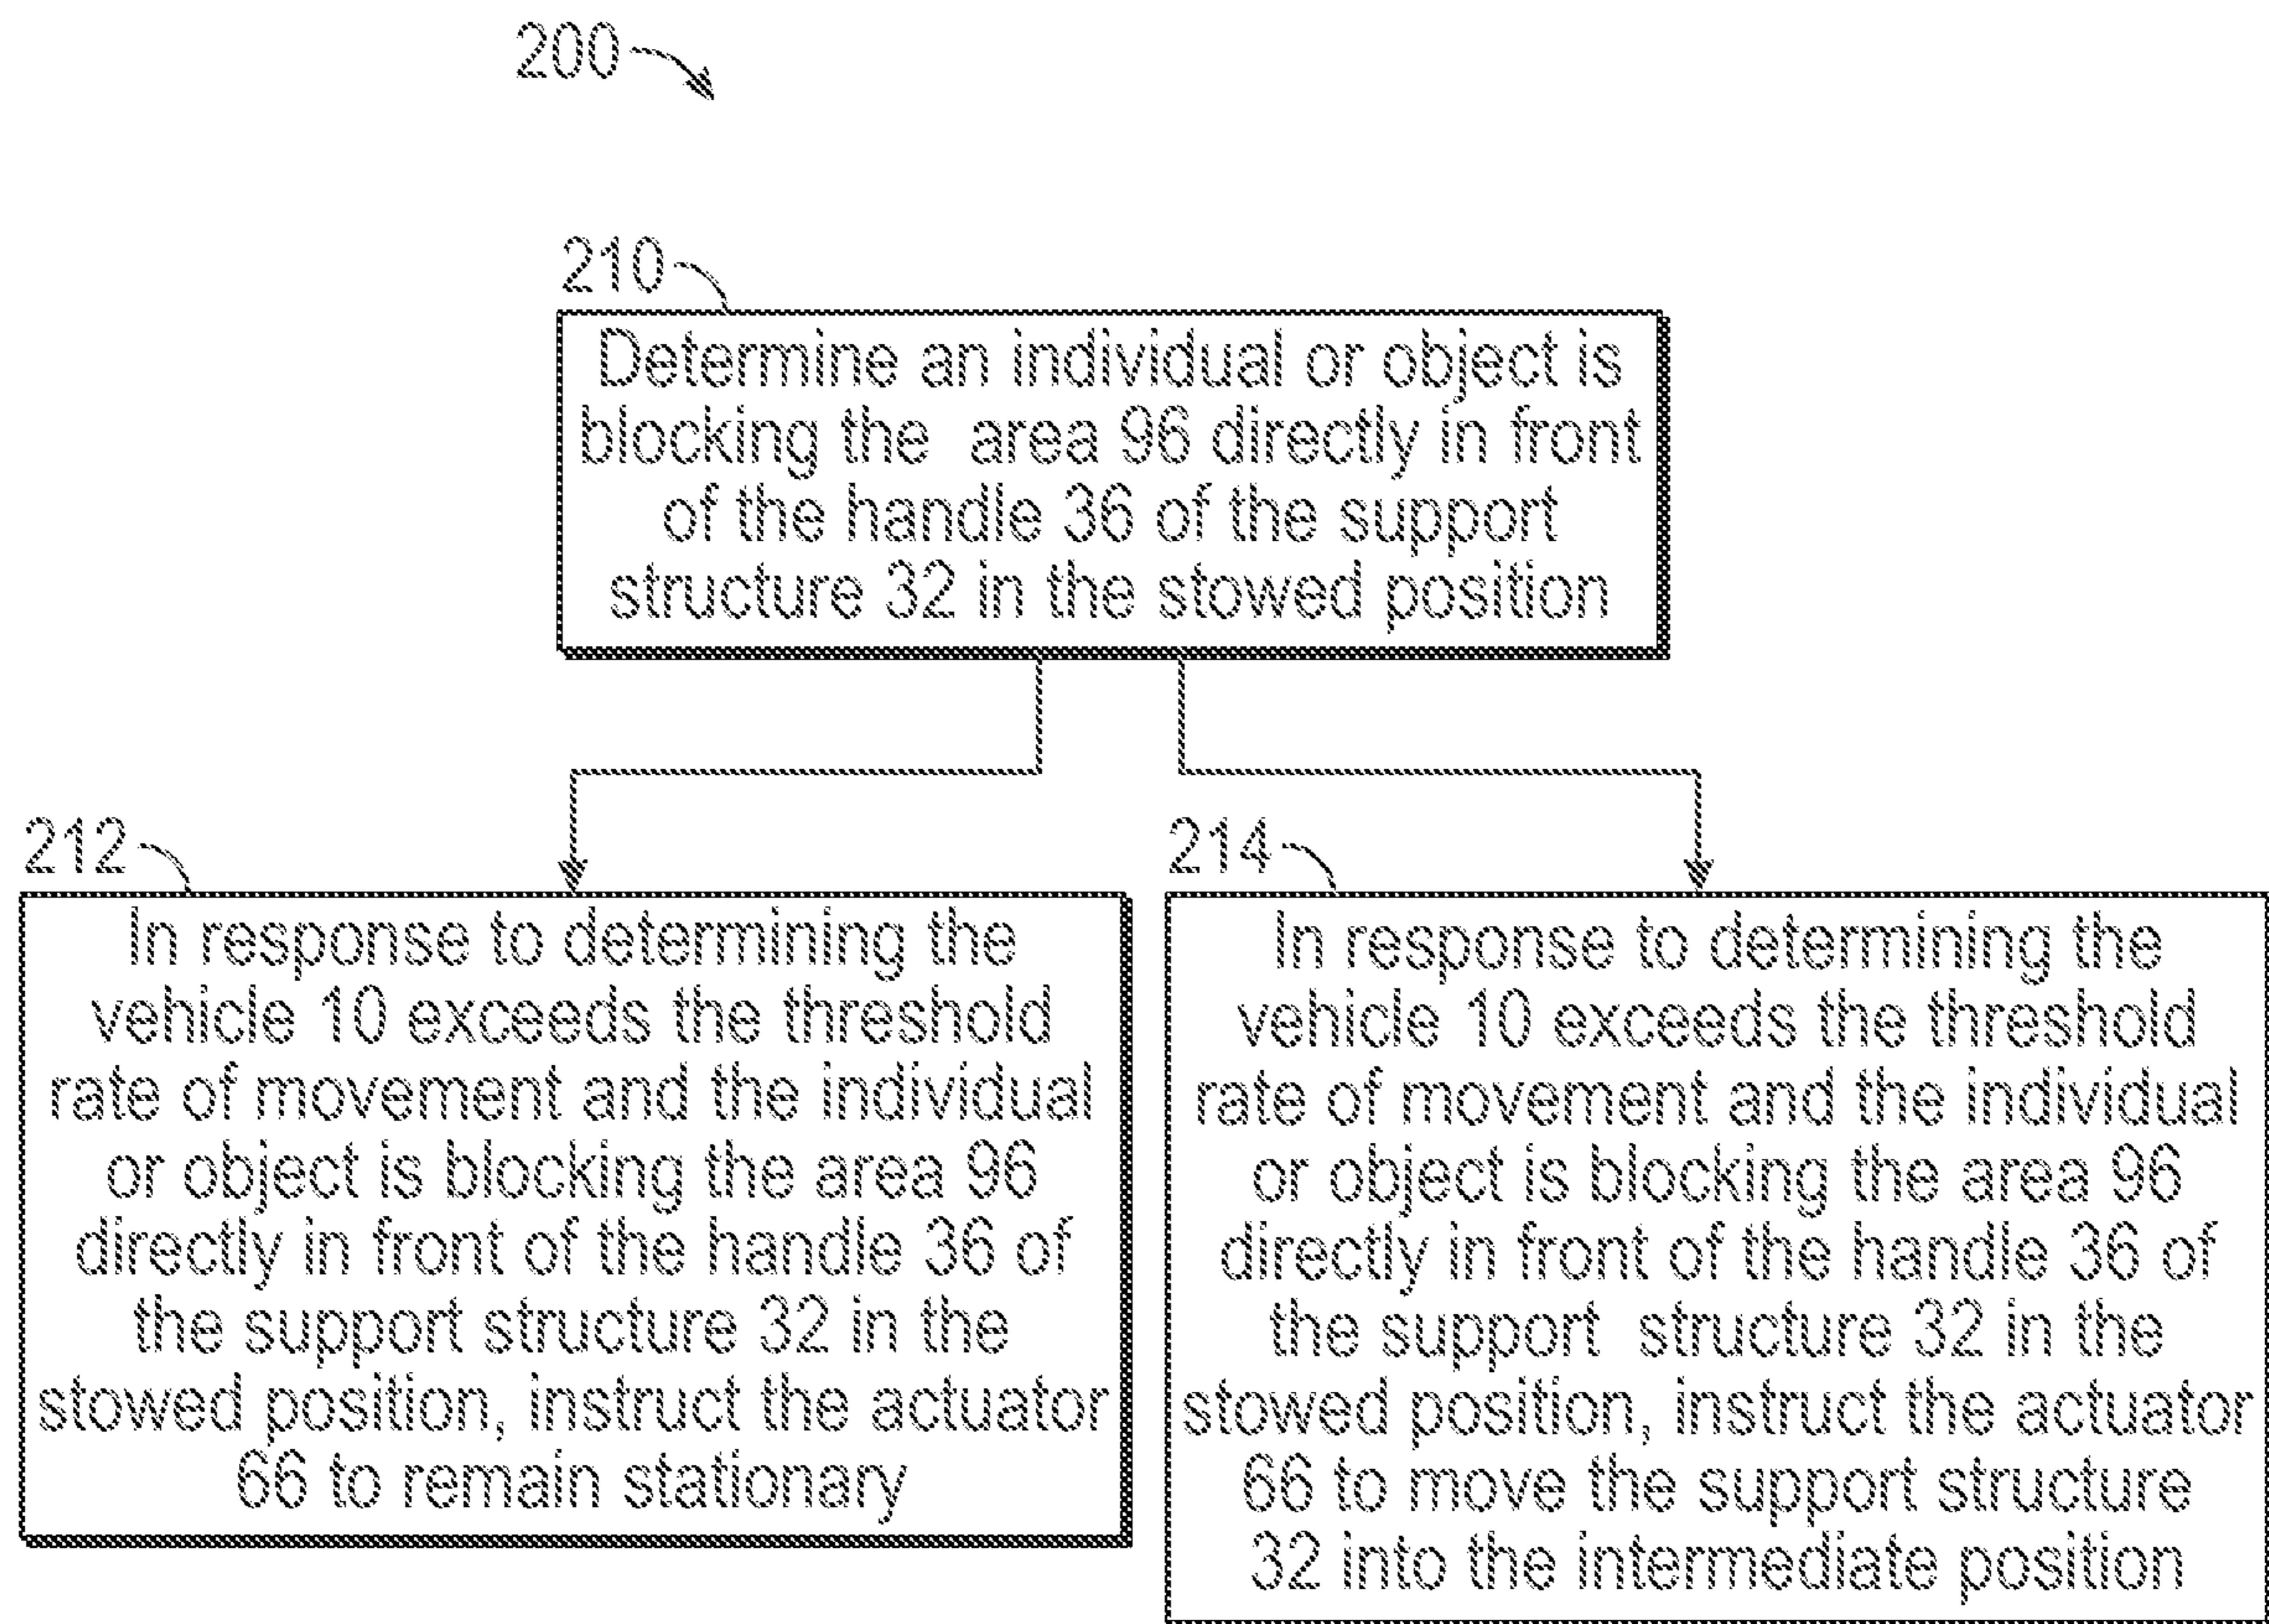 200
210
Determine an individual or object is
blocking the area 96 directly in front
of the handle 36 of the support
structure 32 in the stowed position
212
In response to determining the
vehicle 10 exceeds the threshold
rate of movement and the individual
or object is blocking the area 96
directly in front of the handle 36 of
the support structure 32 in the
stowed position, instruct the actuator
66 to remain stationary
214
In response to determining the
vehicle 10 exceeds the threshold
rate of movement and the individual
or object is blocking the area 96
directly in front of the handle 36 of
the support structure 32 in the
stowed position, instruct the actuator
66 to move the support structure
32 into the intermediate position